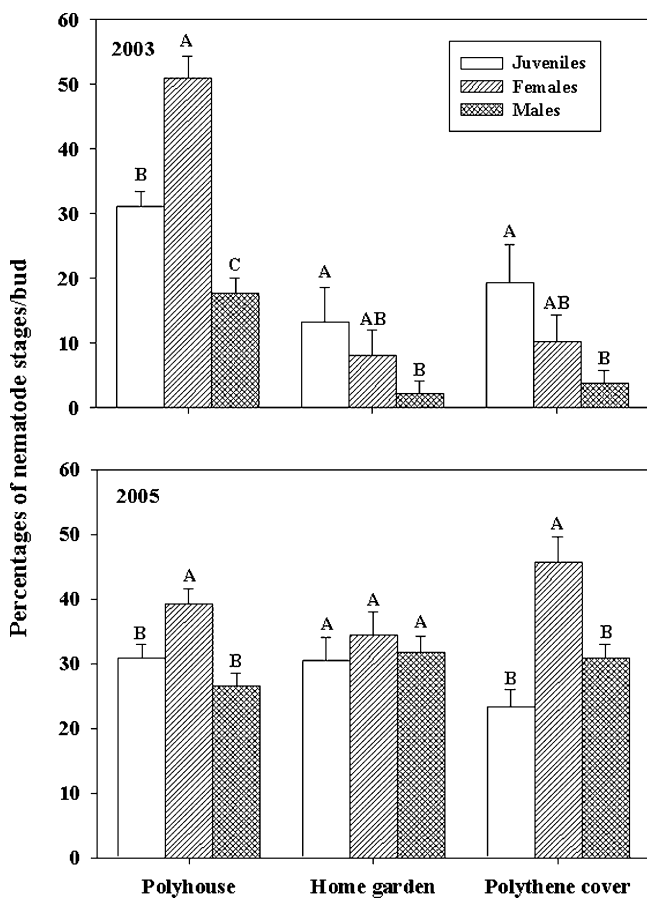 Percentages of nematode stages/bud
60
50
40
30
20
10
0
2003
Juveniles
Females
Males
B
A
C
A
AB
B
A
AB
B
60
50
40
30
20
10
0
2005
B
A
B
A
A
A
B
A
B
Polyhouse Home garden Polythene cover